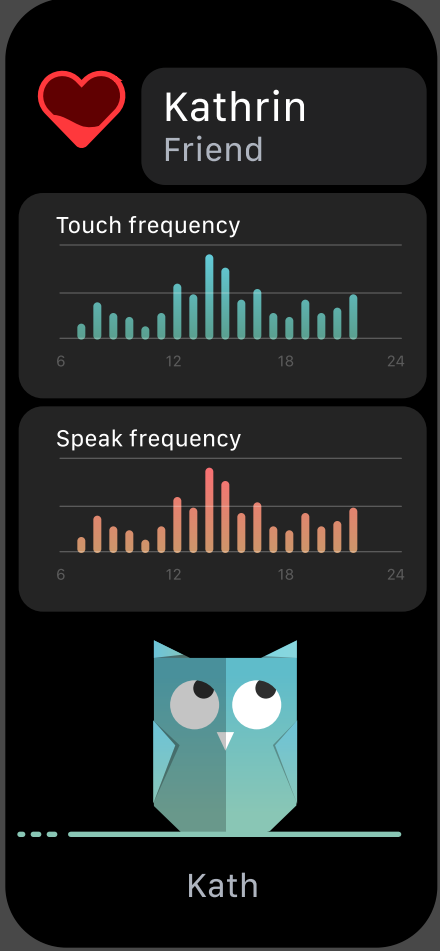 Kathrin
Friend
Touch frequency
6 12 18 24
Speak frequency
6 12 18 24
Kath